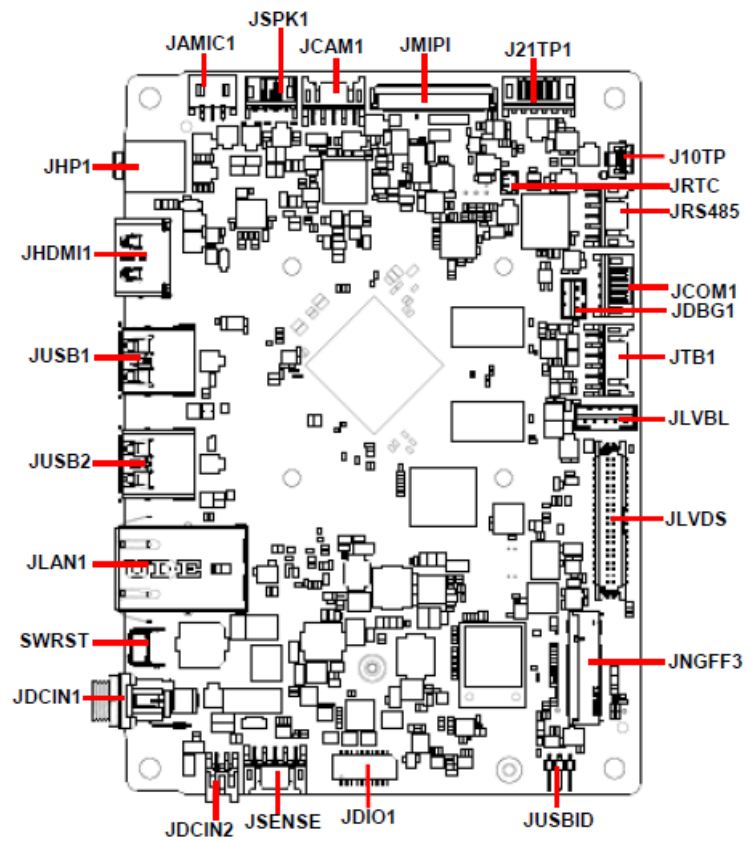 JSPK1
JAMIC1
JCAM1
JMIPI
J21TP1
J10TP
JHP1
JRTC
JRS485
JHDMI1
JCOM1
JDBG1
JUSB1
JTB1
JLVBL
JUSB2
JLVDS
JLAN1
SWRST
JNGFF3
JDCIN1
JDCIN2
JSENSE
JDIO1
JUSBID